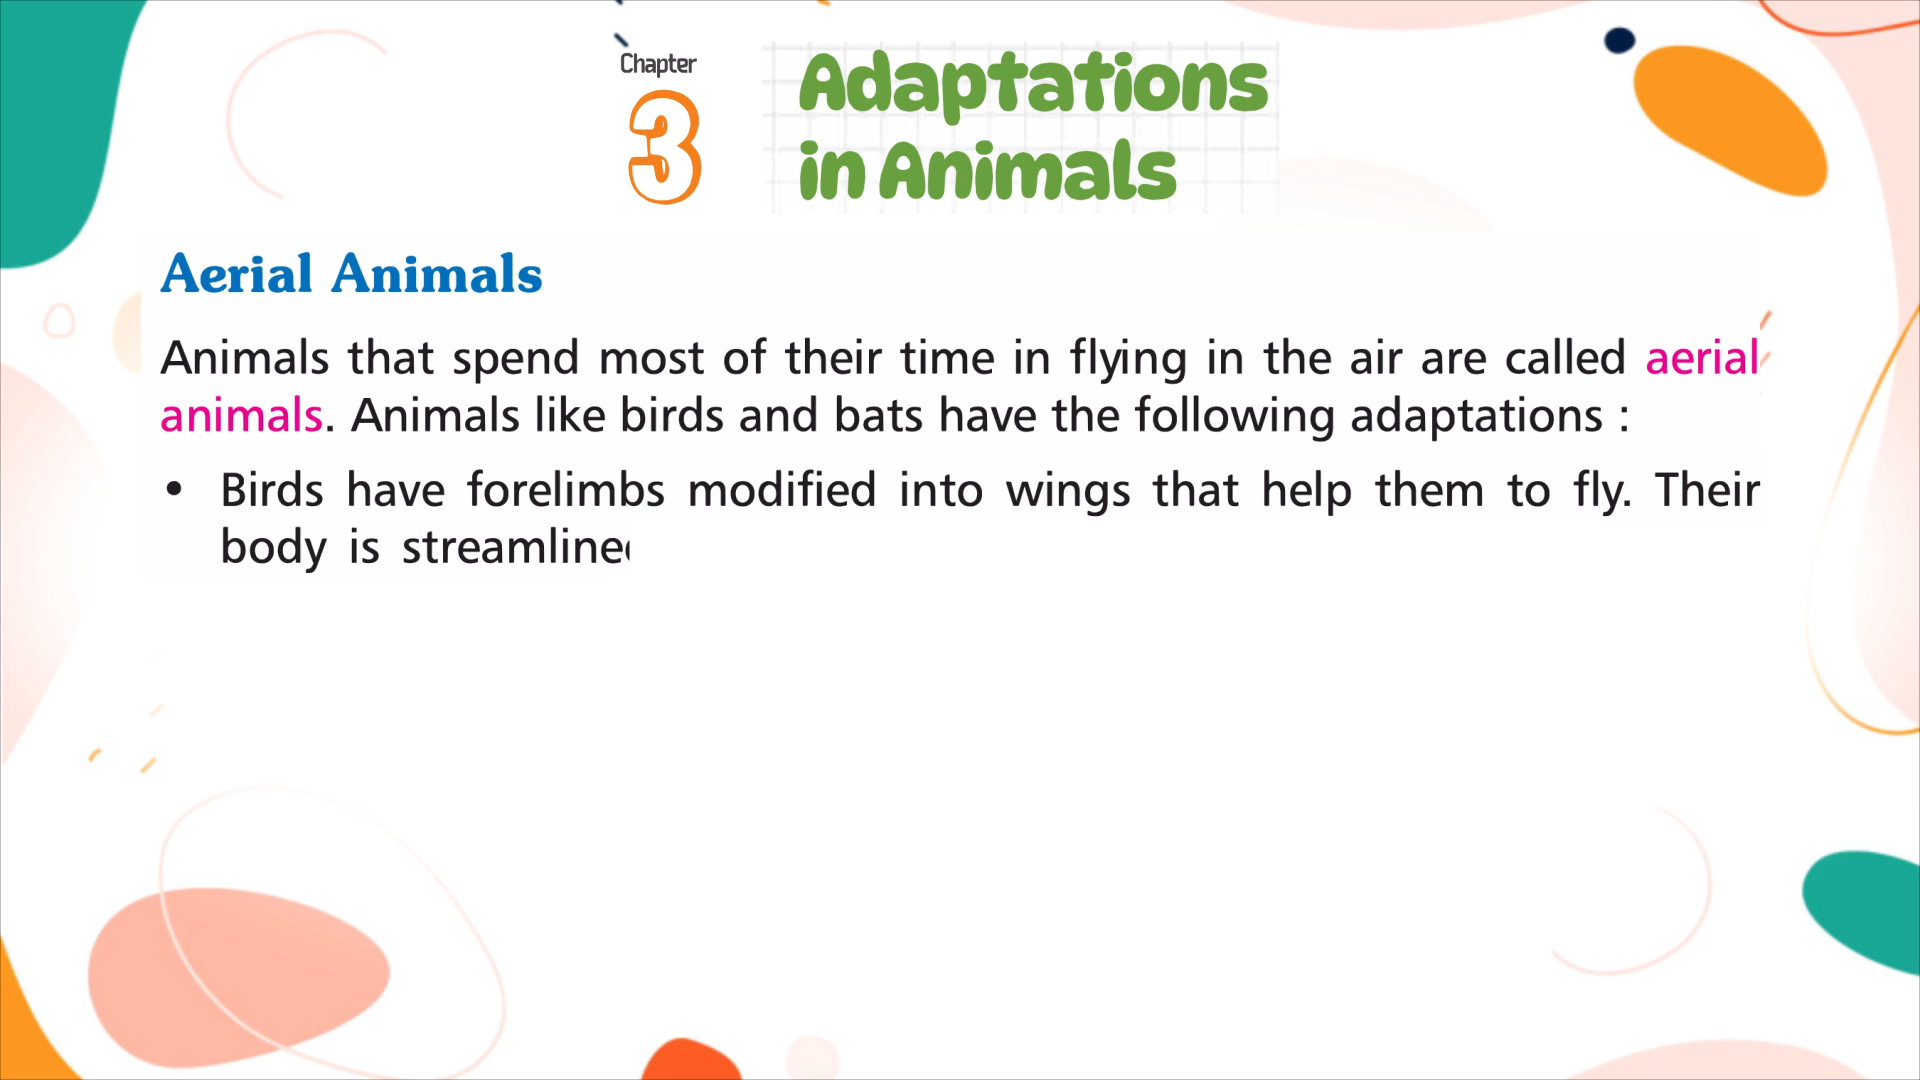 Chapter
3
Adaptations
in Animals
Aerial Animals
Animals that spend most of their time in flying in the air are called aerial
animals. Animals like birds and bats have the following adaptations :
• Birds have forelimbs modified into wings that help them to fly. Their
body is